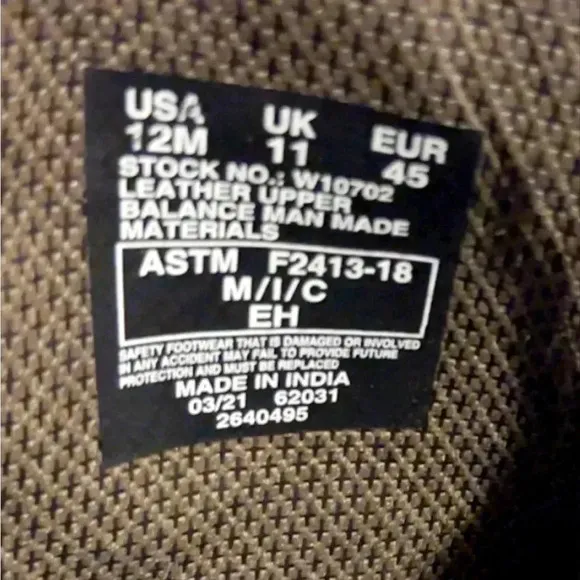 USA UK EUR
12M 11 45
STOCK NO.: W10702
LEATHER UPPER
BALANCE MAN MADE
MATERIALS
ASTM F2413-18
M/I/C
EH
SAFETY FOOTWEAR THAT IS DAMAGED OR INVOLVED
IN ANY ACCIDENT MAY FAIL TO PROVIDE FUTURE
PROTECTION AND MUST BE REPLACED
MADE IN INDIA
03/21 62031
2640495